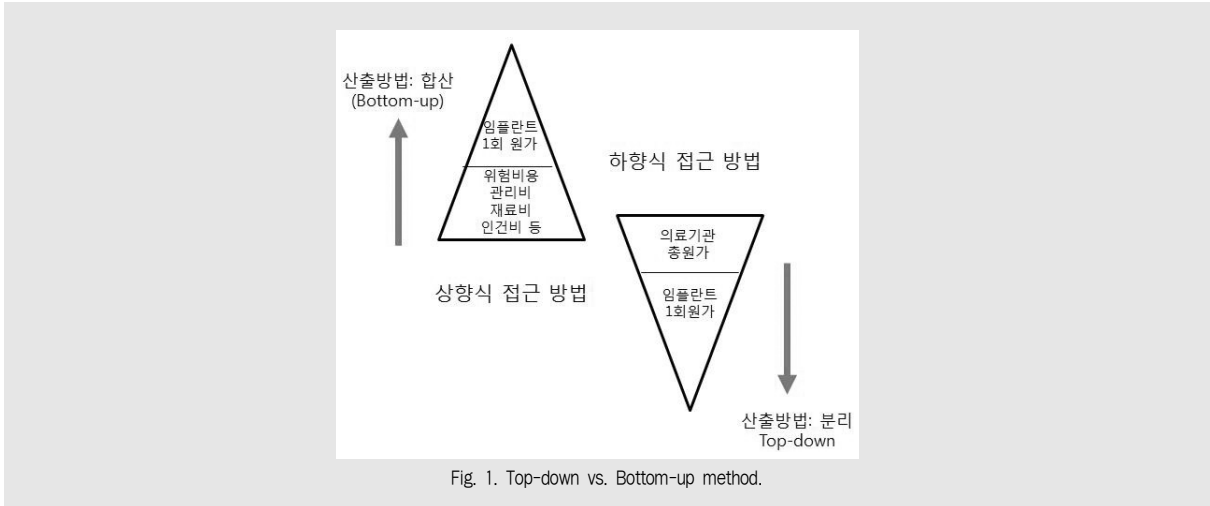 산출방법: 합산
(Bottom-up)
임플란트
1회 원가
위험비용
관리비
재료비
인건비 등
상향식 접근 방법
하향식 접근 방법
의료기관
총원가
임플란트
1회원가
산출방법: 분리
Top-down
Fig. 1. Top-down vs. Bottom-up method.